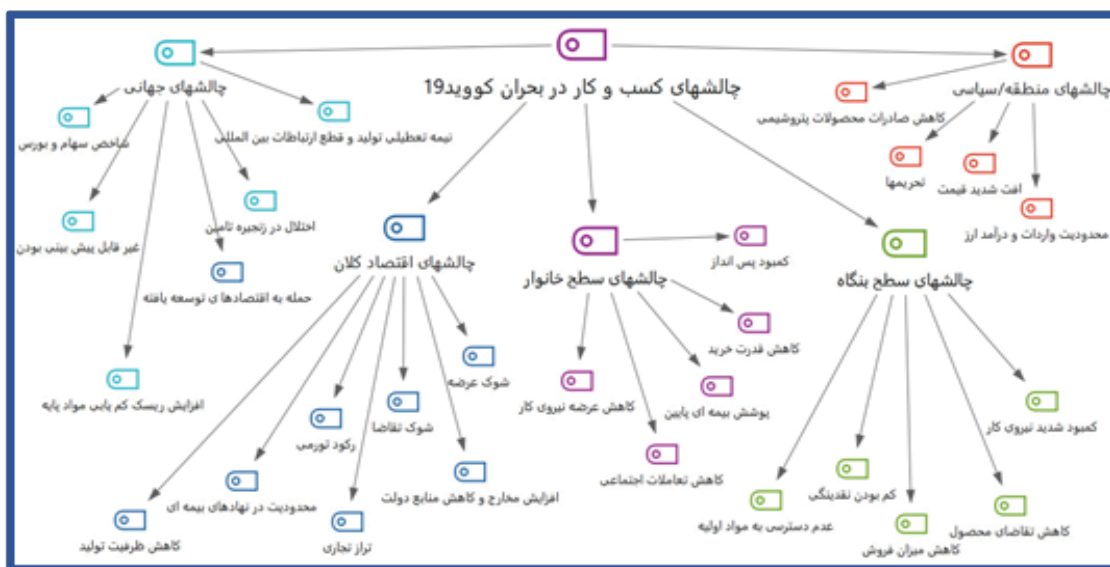 چالشهای کسب و کار در بحران کووید19
چالشهای منطقه/سیاسی
کاهش صادرات محصولات پتروشیمی
تحریمها
افت شدید قیمت
محدودیت واردات و درآمد ارز
چالشهای جهانی
شاخص سهام و بورس
نیمه تعطیلی تولید و قطع ارتباطات بین المللی
غیر قابل پیش بینی بودن
اختلال در زنجیره تامین
حمله به اقتصادها ی توسعه یافته
افزایش ریسک کم یابی مواد پایه
چالشهای سطح بنگاه
کمبود شدید نیروی کار
کاهش تقاضای محصول
کاهش میزان فروش
کم بودن نقدینگی
عدم دسترسی به مواد اولیه
چالشهای سطح خانوار
کمبود پس انداز
کاهش قدرت خرید
پوشش بیمه ای پایین
کاهش تعاملات اجتماعی
کاهش عرضه نیروی کار
چالشهای اقتصاد کلان
شوک عرضه
شوک تقاضا
رکود تورمی
افزایش مخارج و کاهش منابع دولت
محدودیت در نهادهای بیمه ای
تراز تجاری
کاهش ظرفیت تولید